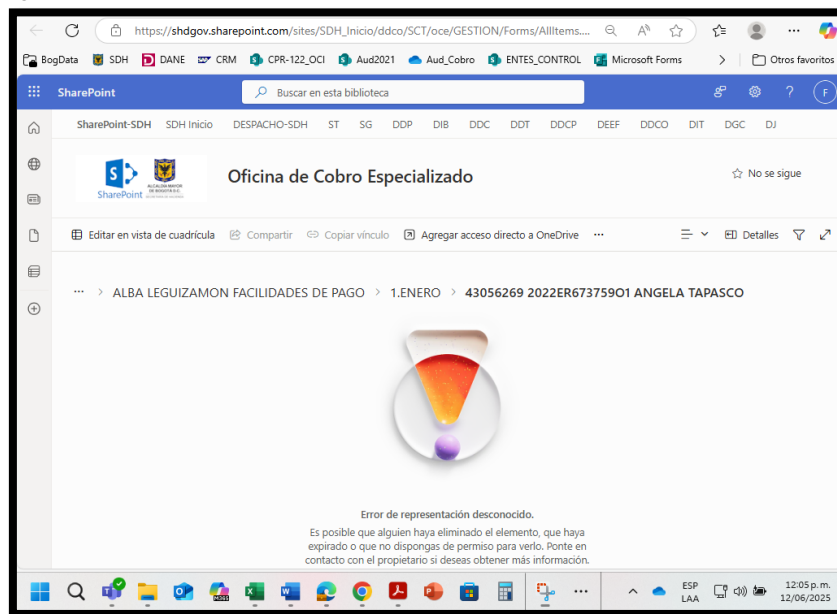 https://shdgov.sharepoint.com/sites/SDH_Inicio/ddco/SCT/oce/GESTION/Forms/AllItems....
BogData SDH DANE CRM CPR-122_OCI Aud2021 Aud_Cobro ENTES_CONTROL Microsoft Forms Otros favoritos
SharePoint Buscar en esta biblioteca ? F
SharePoint-SDH SDH Inicio DESPACHO-SDH ST SG DDP DIB DDC DDT DDCP DEEF DDCO DIT DGC DJ
S SharePoint ALCALDÍA MAYOR DE BOGOTÁ D.C. Oficina de Cobro Especializado No se sigue
Editar en vista de cuadrícula Compartir Copiar vínculo Agregar acceso directo a OneDrive ... Detalles
... > ALBA LEGUIZAMON FACILIDADES DE PAGO > 1.ENERO > 43056269 2022ER673759O1 ANGELA TAPASCO
Error de representación desconocido.
Es posible que alguien haya eliminado el elemento, que haya
expirado o que no dispongas de permiso para verlo. Ponte en
contacto con el propietario si deseas obtener más información.
ESP 12:05 p. m.
LAA 12/06/2025